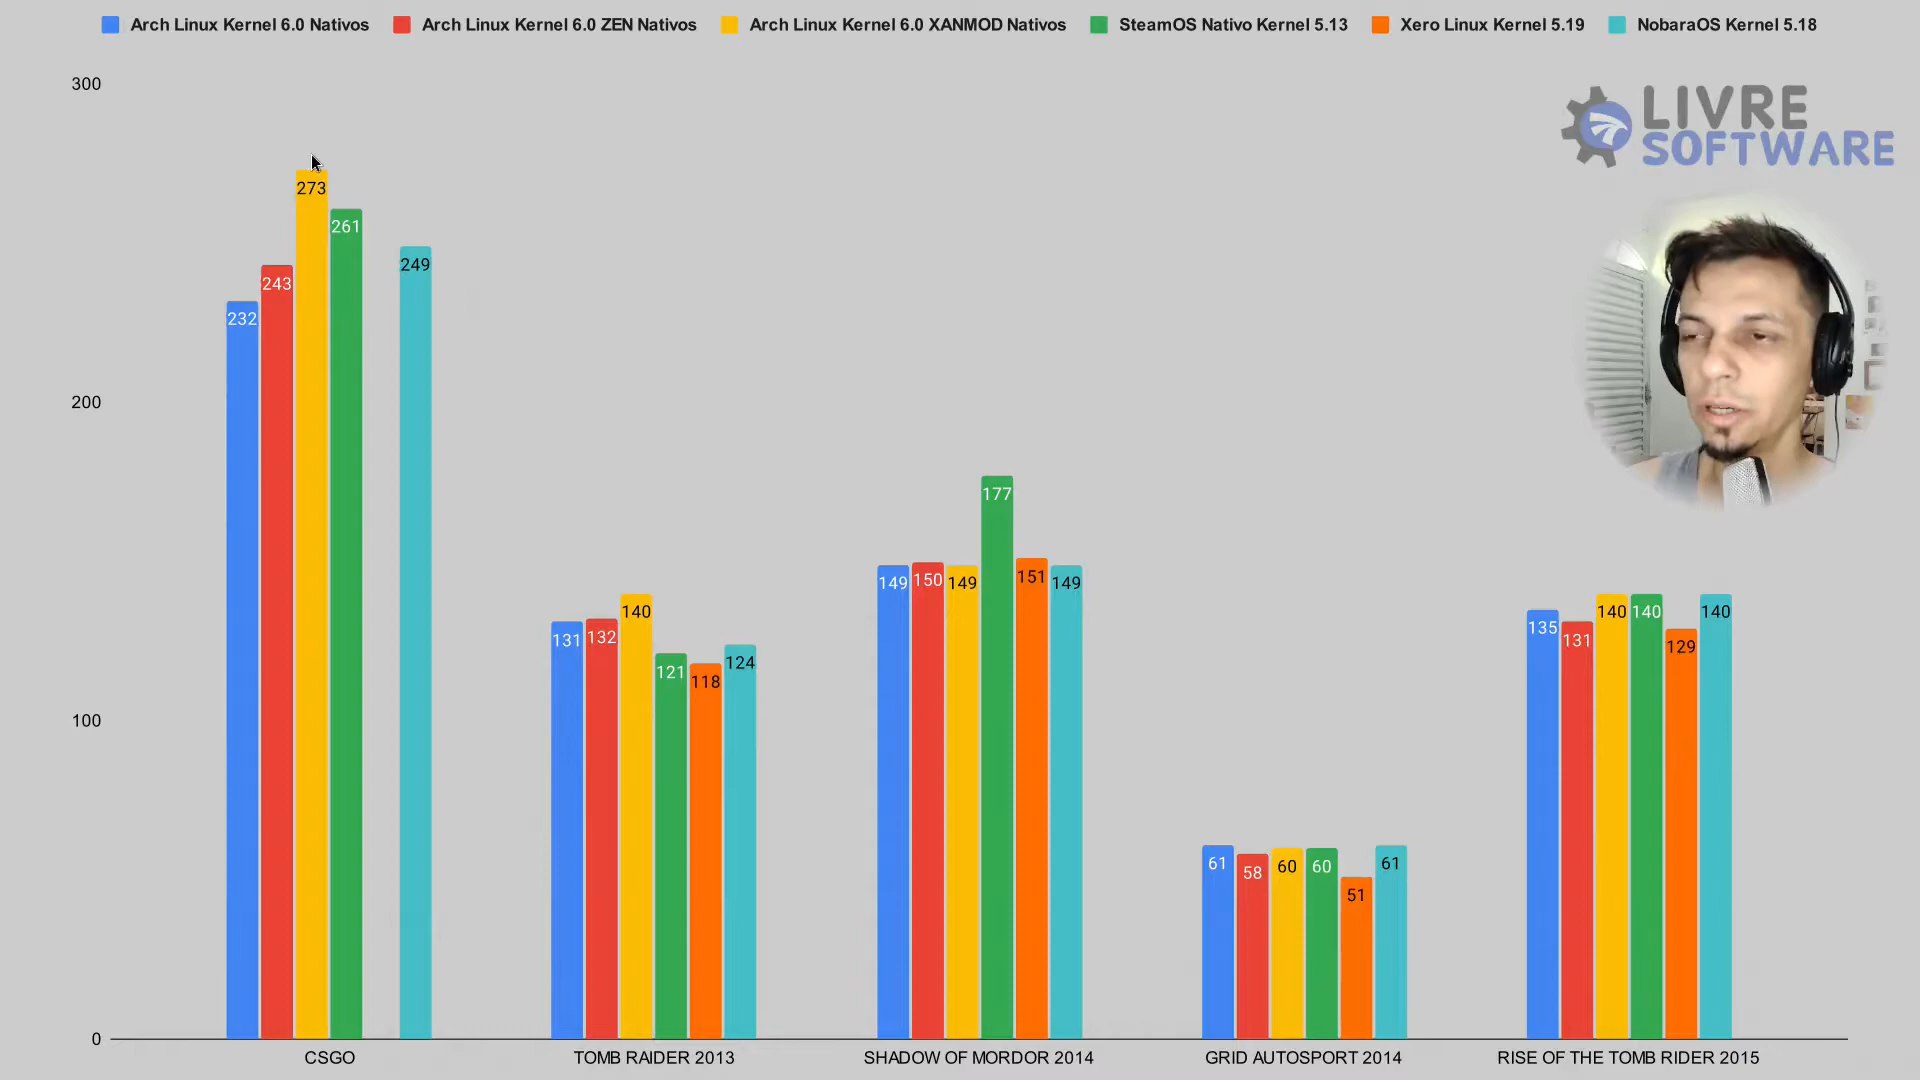 Arch Linux Kernel 6.0 Nativos Arch Linux Kernel 6.0 ZEN Nativos Arch Linux Kernel 6.0 XANMOD Nativos SteamOS Nativo Kernel 5.13 Xero Linux Kernel 5.19 NobaraOS Kernel 5.18
300
LIVRE
SOFTWARE
273
261
249
243
232
200
177
149 150 149 151 149
131 132 140 121 118 124
135 131 140 140 129 140
100
61 58 60 60 51 61
0
CSGO TOMB RAIDER 2013 SHADOW OF MORDOR 2014 GRID AUTOSPORT 2014 RISE OF THE TOMB RIDER 2015